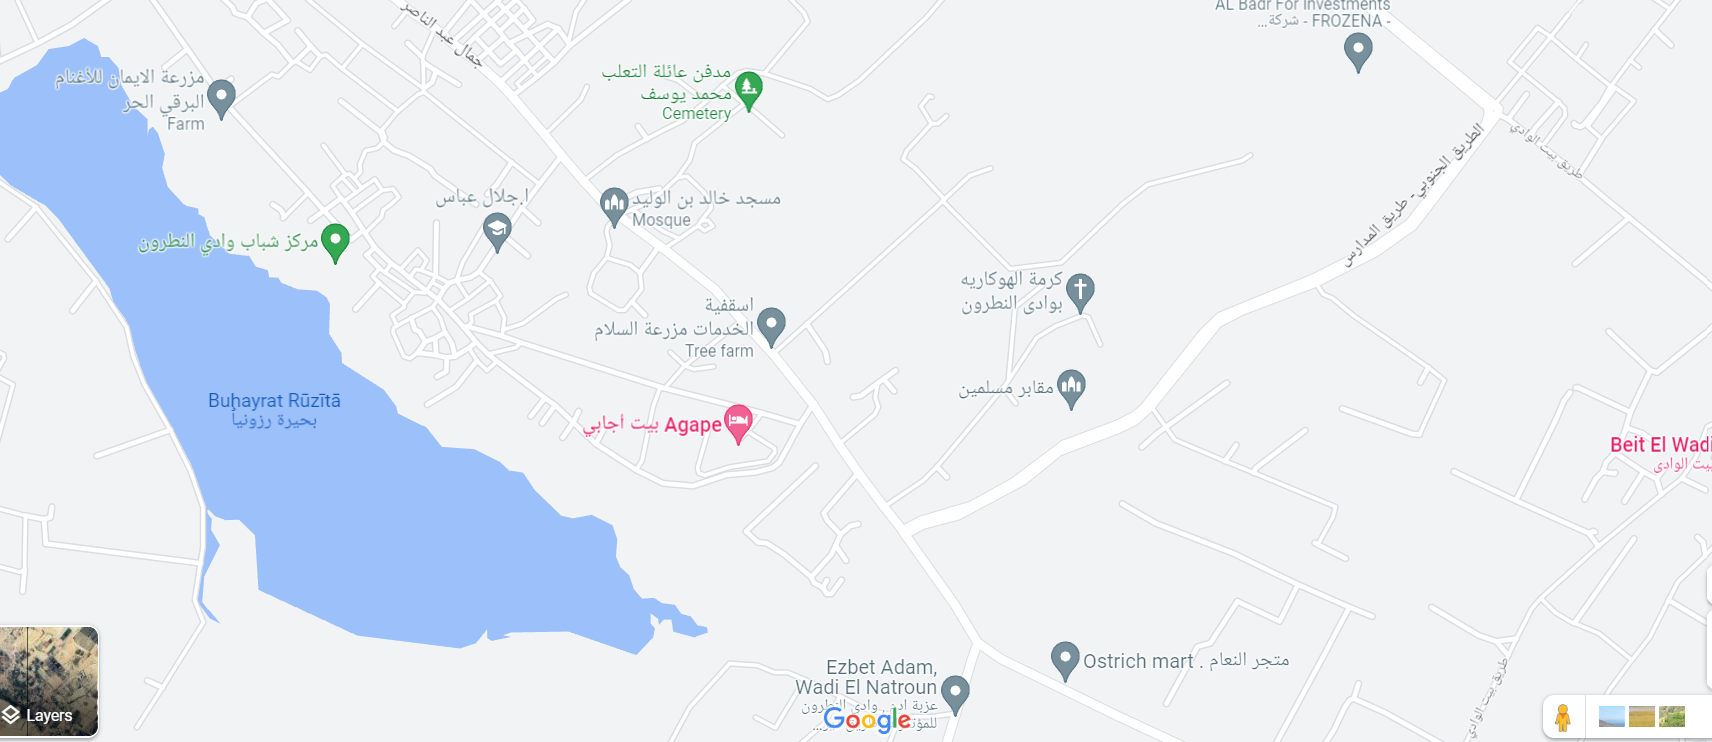 AL Badr For Investments
- FROZENA - شركة...
جمال عبد الناصر
مدفن عائلة التعلب
محمد يوسف
Cemetery
مزرعة الايمان للأغنام
البرقي الحر
Farm
الطريق الجنوبي - طريق المدارس
طريق بيت الوادي
ا.جلال عباس
مسجد خالد بن الوليد
Mosque
مركز شباب وادي النطرون
كرمة الهوكاريه
بوادى النطرون
اسقفية
الخدمات مزرعة السلام
Tree farm
مقابر مسلمين
Buḩayrat Rūzītā
بحيرة رزونيأ
بيت أجابي Agape
Beit El Wadi
بيت الوادى
Ostrich mart . متجر النعام
Ezbet Adam,
Wadi El Natroun
عزبة ادم، وادي النطرون
طريق بيت الوادي
Layers
Google